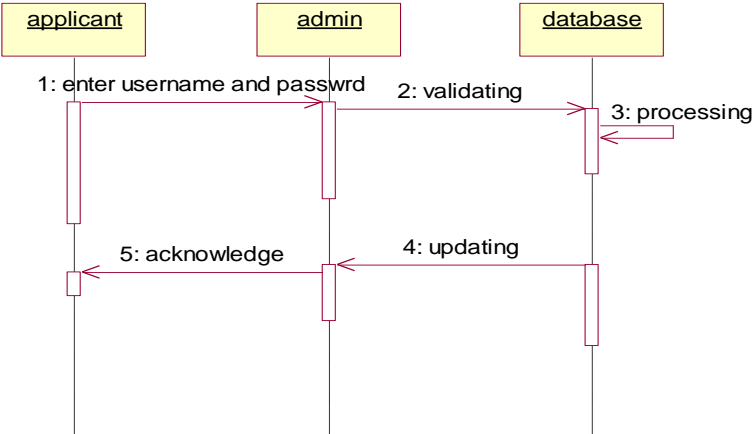 applicant
admin
database
1: enter username and passwrd
2: validating
3: processing
4: updating
5: acknowledge